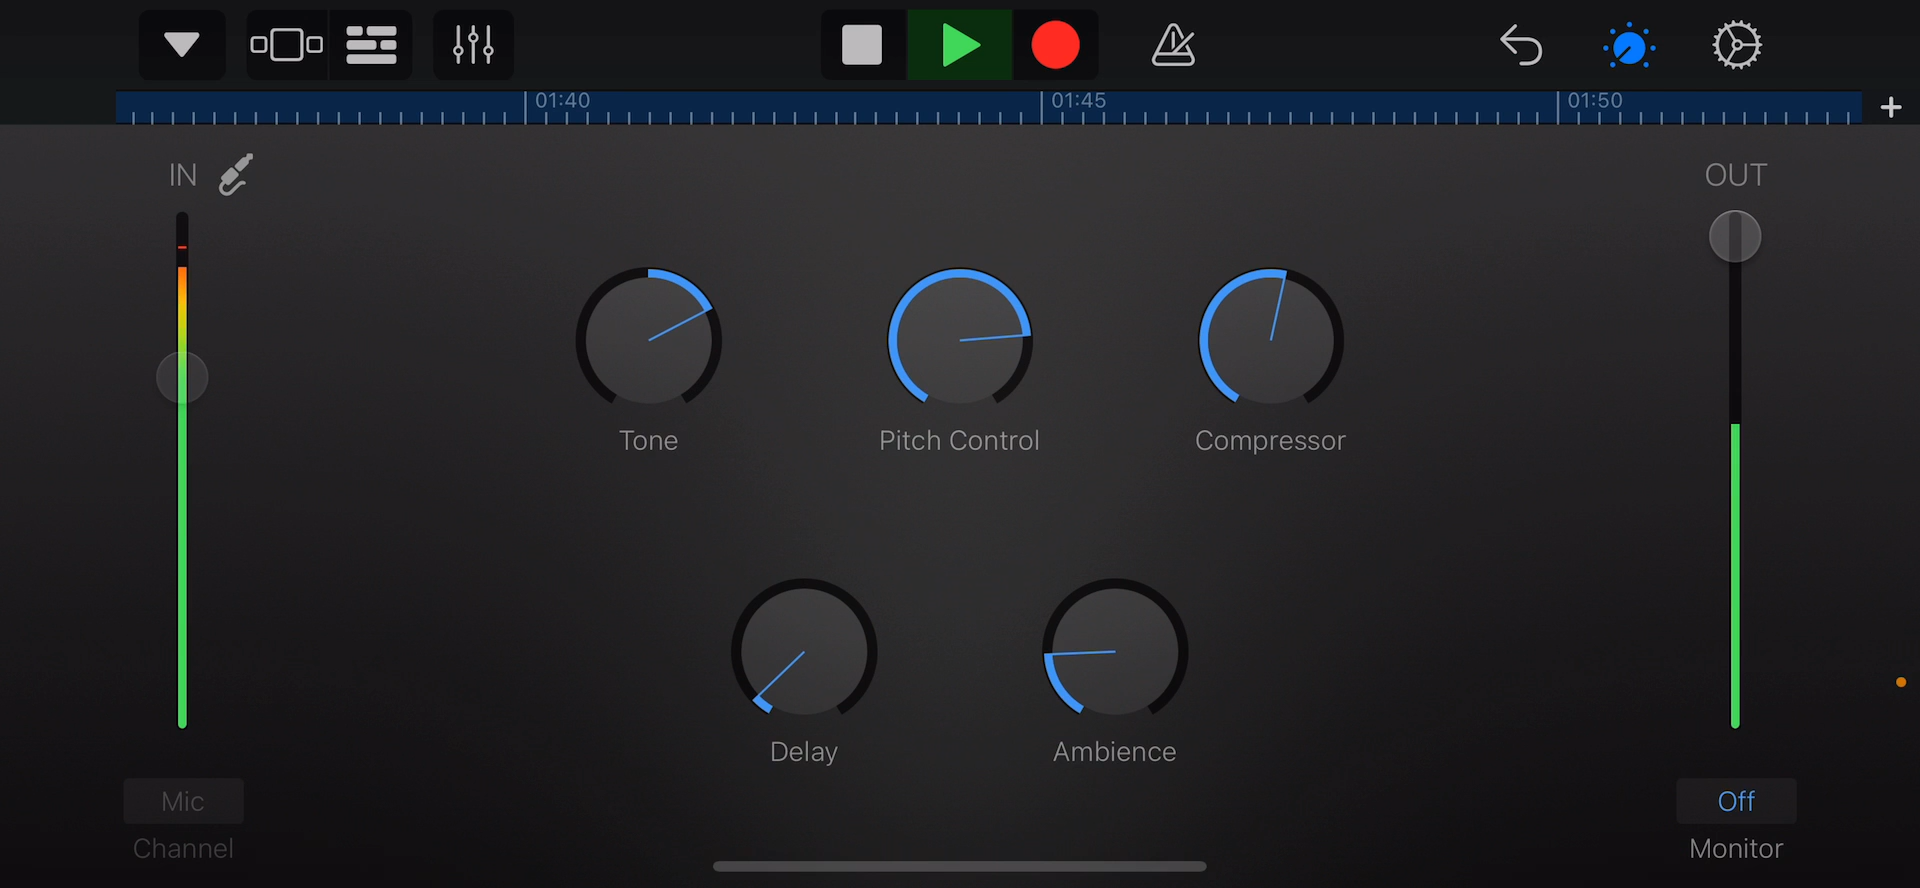 01:40
01:45
01:50
IN
OUT
Tone
Pitch Control
Compressor
Delay
Ambience
Mic
Channel
Off
Monitor